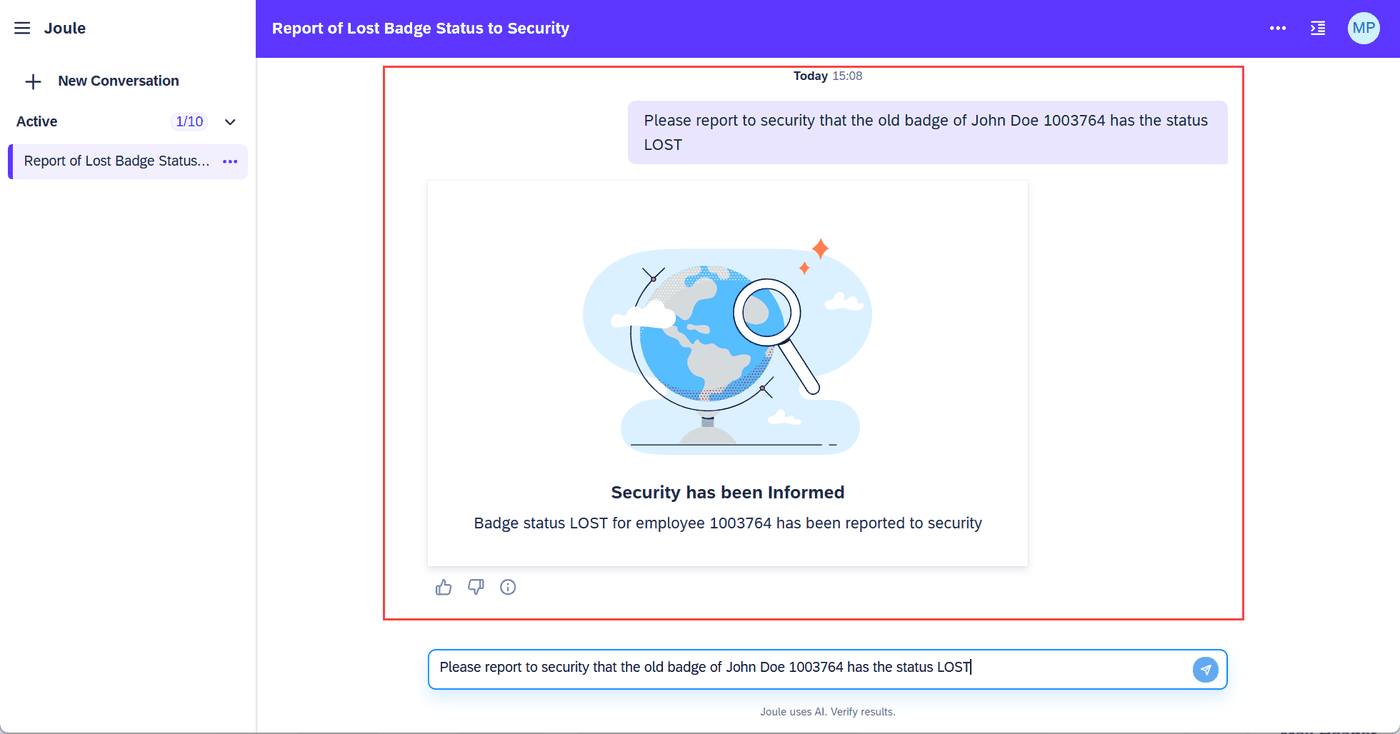 Joule
New Conversation
Active 1/10
Report of Lost Badge Status...
Report of Lost Badge Status to Security
MP
Today 15:08
Please report to security that the old badge of John Doe 1003764 has the status
LOST
Security has been Informed
Badge status LOST for employee 1003764 has been reported to security
Please report to security that the old badge of John Doe 1003764 has the status LOST
Joule uses AI. Verify results.